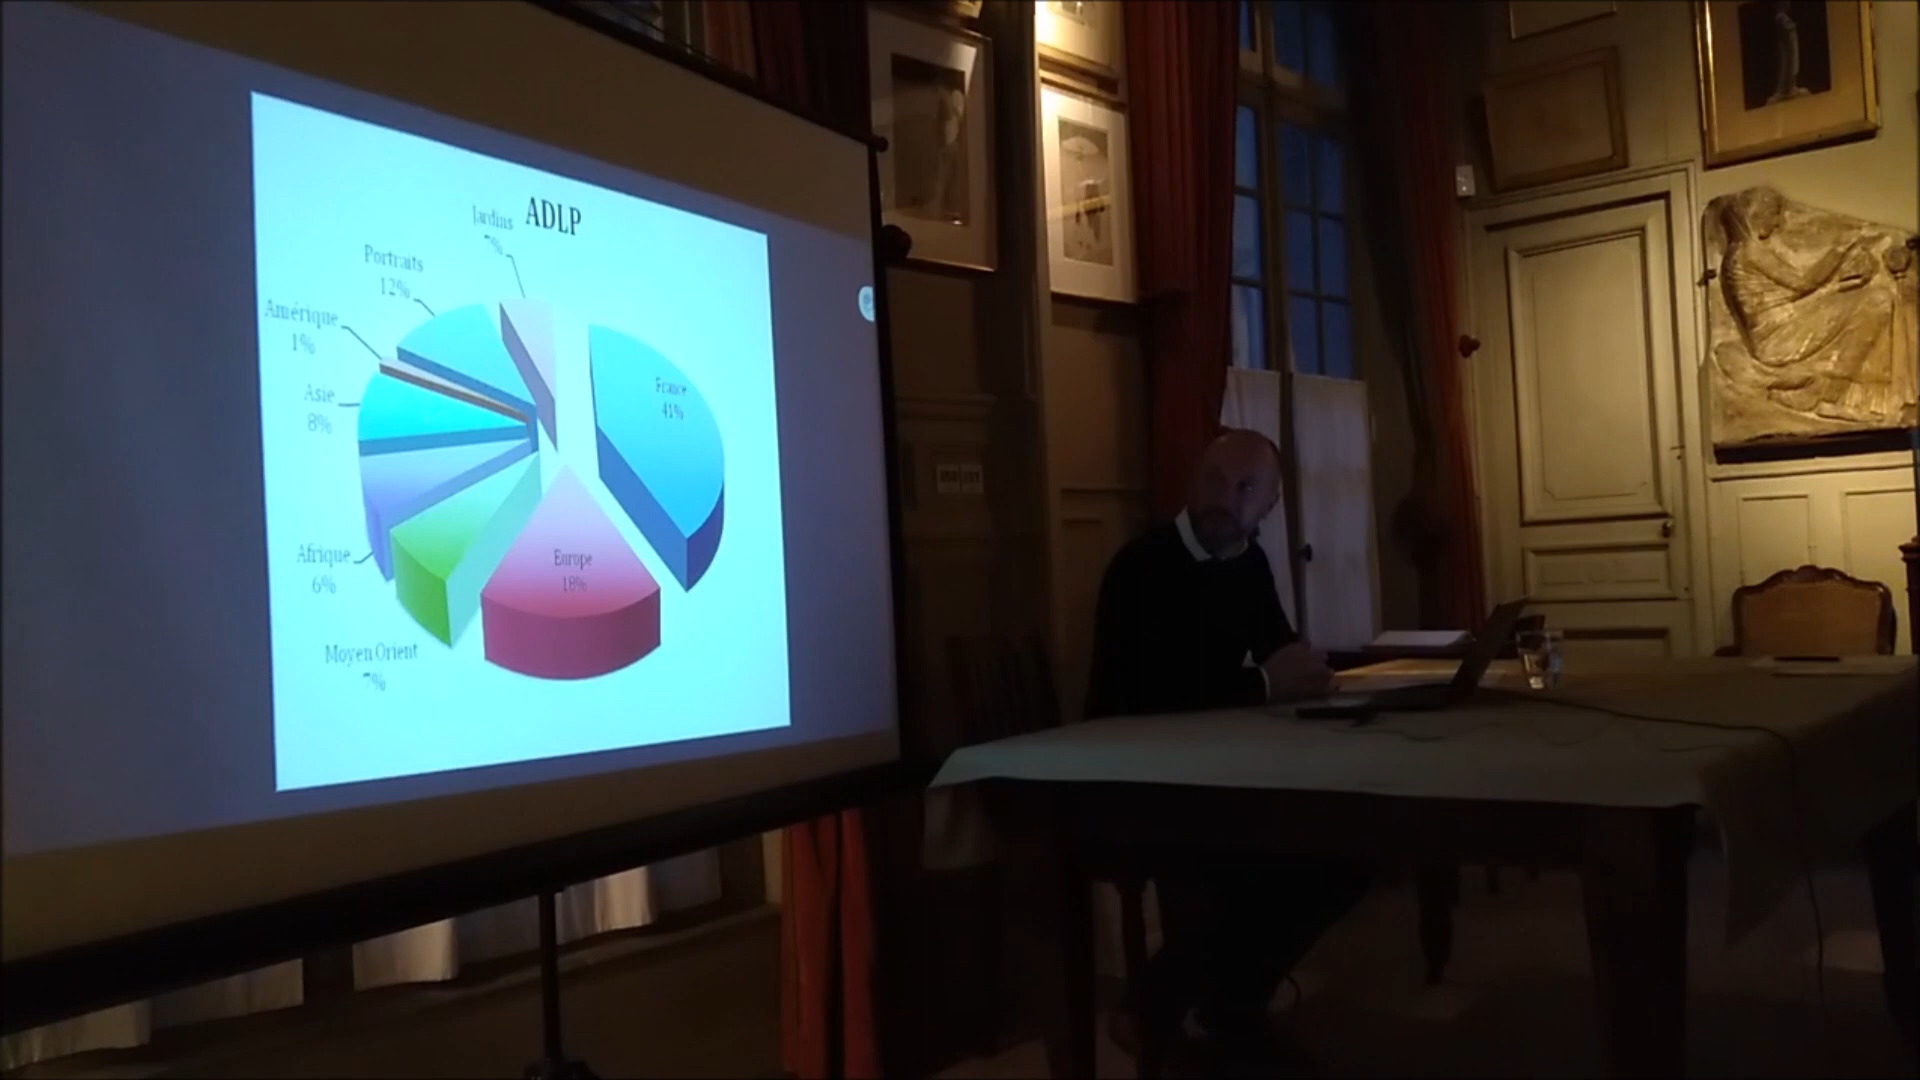 ADLP
Jardins
7%
Portraits
12%
Amérique
1%
Asie
8%
Afrique
6%
Moyen Orient
7%
Europe
18%
France
41%